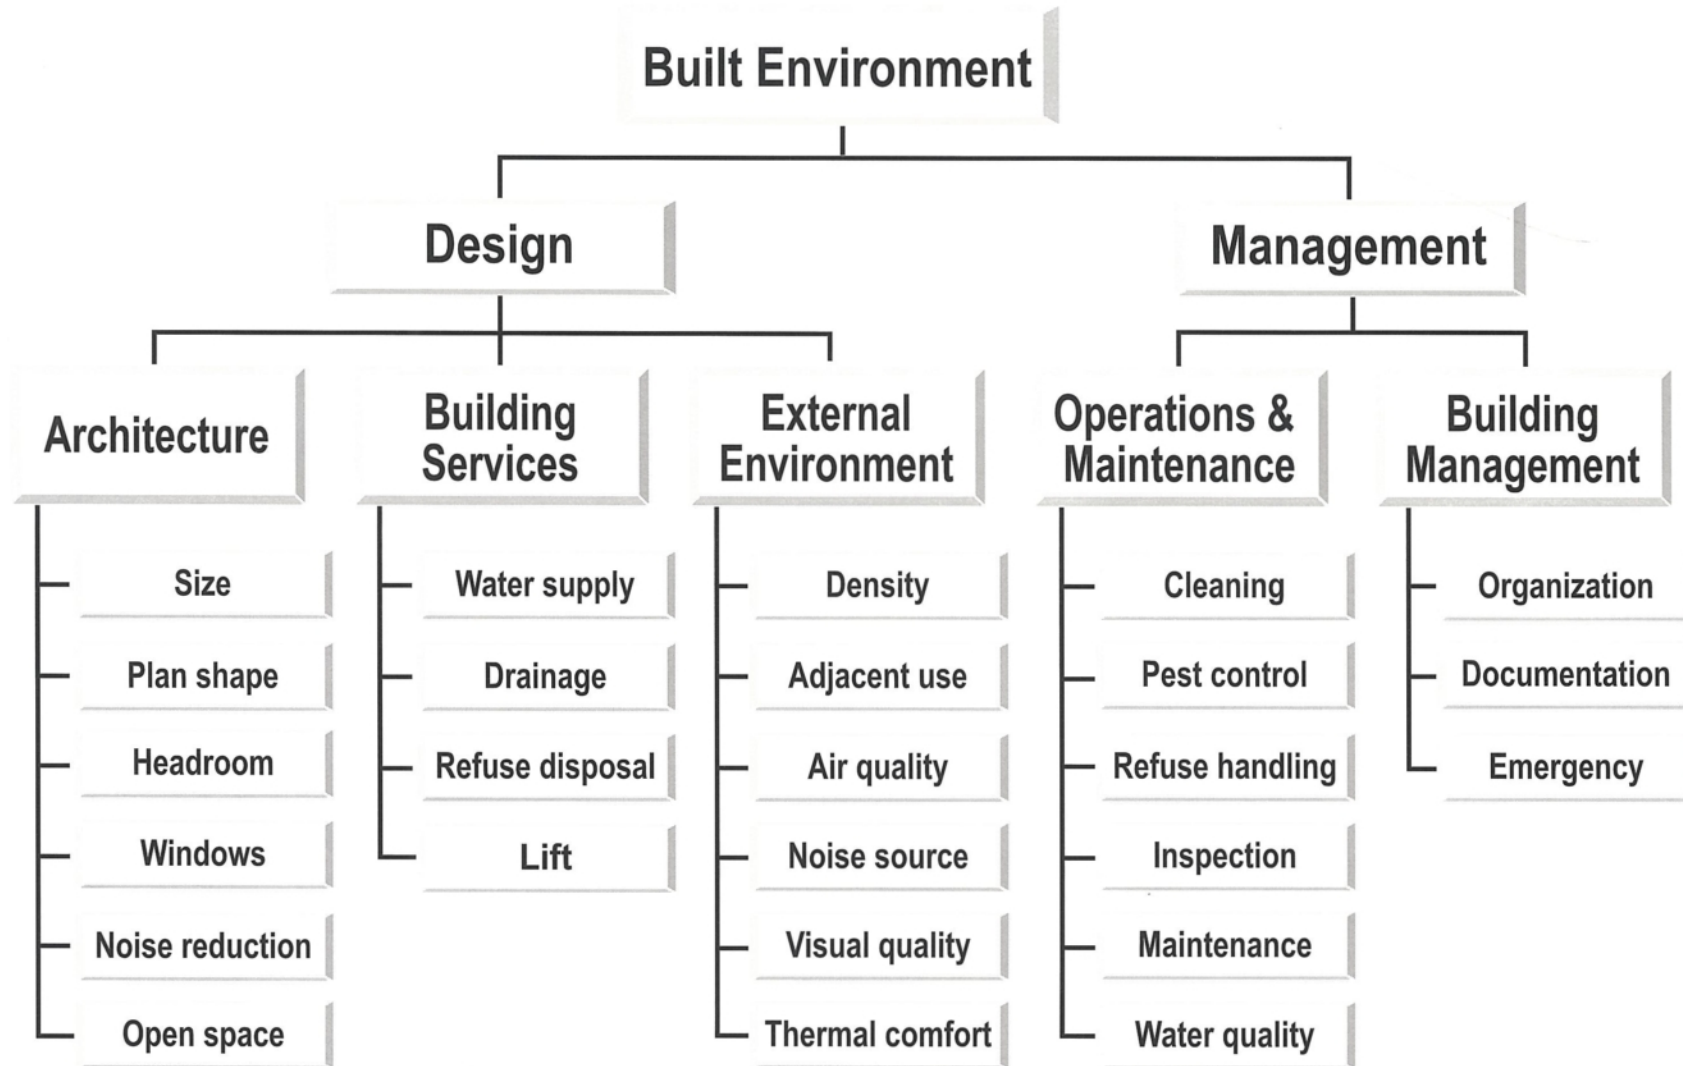 Built Environment
Design
Management
Architecture
Building
Services
External
Environment
Operations &
Maintenance
Building
Management
Size
Plan shape
Headroom
Windows
Noise reduction
Open space
Water supply
Drainage
Refuse disposal
Lift
Density
Adjacent use
Air quality
Noise source
Visual quality
Thermal comfort
Cleaning
Pest control
Refuse handling
Inspection
Maintenance
Water quality
Organization
Documentation
Emergency